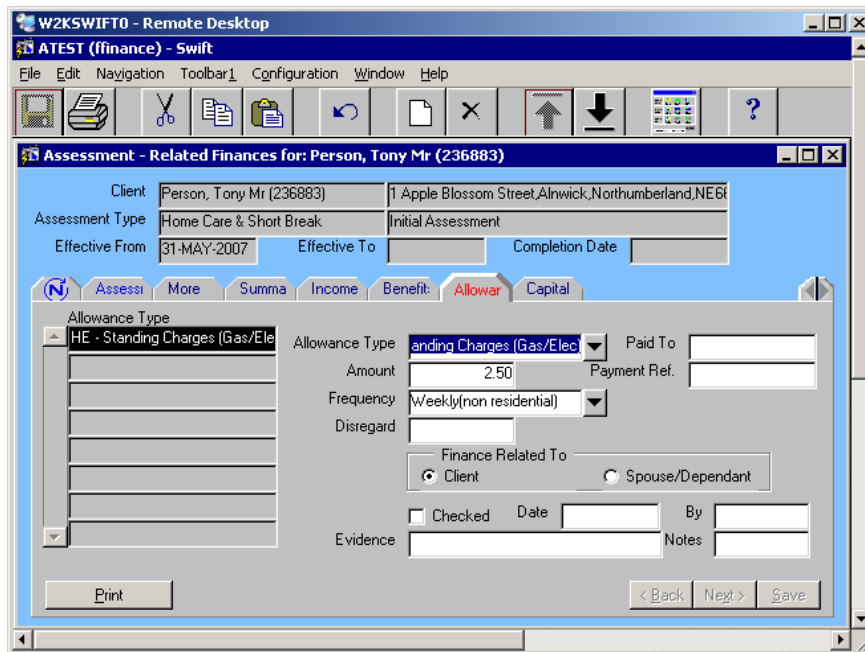 W2KSWIFT0 - Remote Desktop
ATEST (ffinance) - Swift
File Edit Navigation Toolbar1 Configuration Window Help
?
Assessment - Related Finances for: Person, Tony Mr (236883)
Client Person, Tony Mr (236883) 1 Apple Blossom Street,Alnwick,Northumberland,NE66
Assessment Type Home Care & Short Break Initial Assessment
Effective From 31-MAY-2007 Effective To Completion Date
N Assessi More Summa Income Benefit: Allowar Capital
Allowance Type
HE - Standing Charges (Gas/Ele
Allowance Type anding Charges (Gas/Elec) Paid To
Amount 2.50 Payment Ref.
Frequency Weekly(non residential)
Disregard
Finance Related To
Client Spouse/Dependant
Checked Date By
Evidence Notes
Print < Back Next > Save